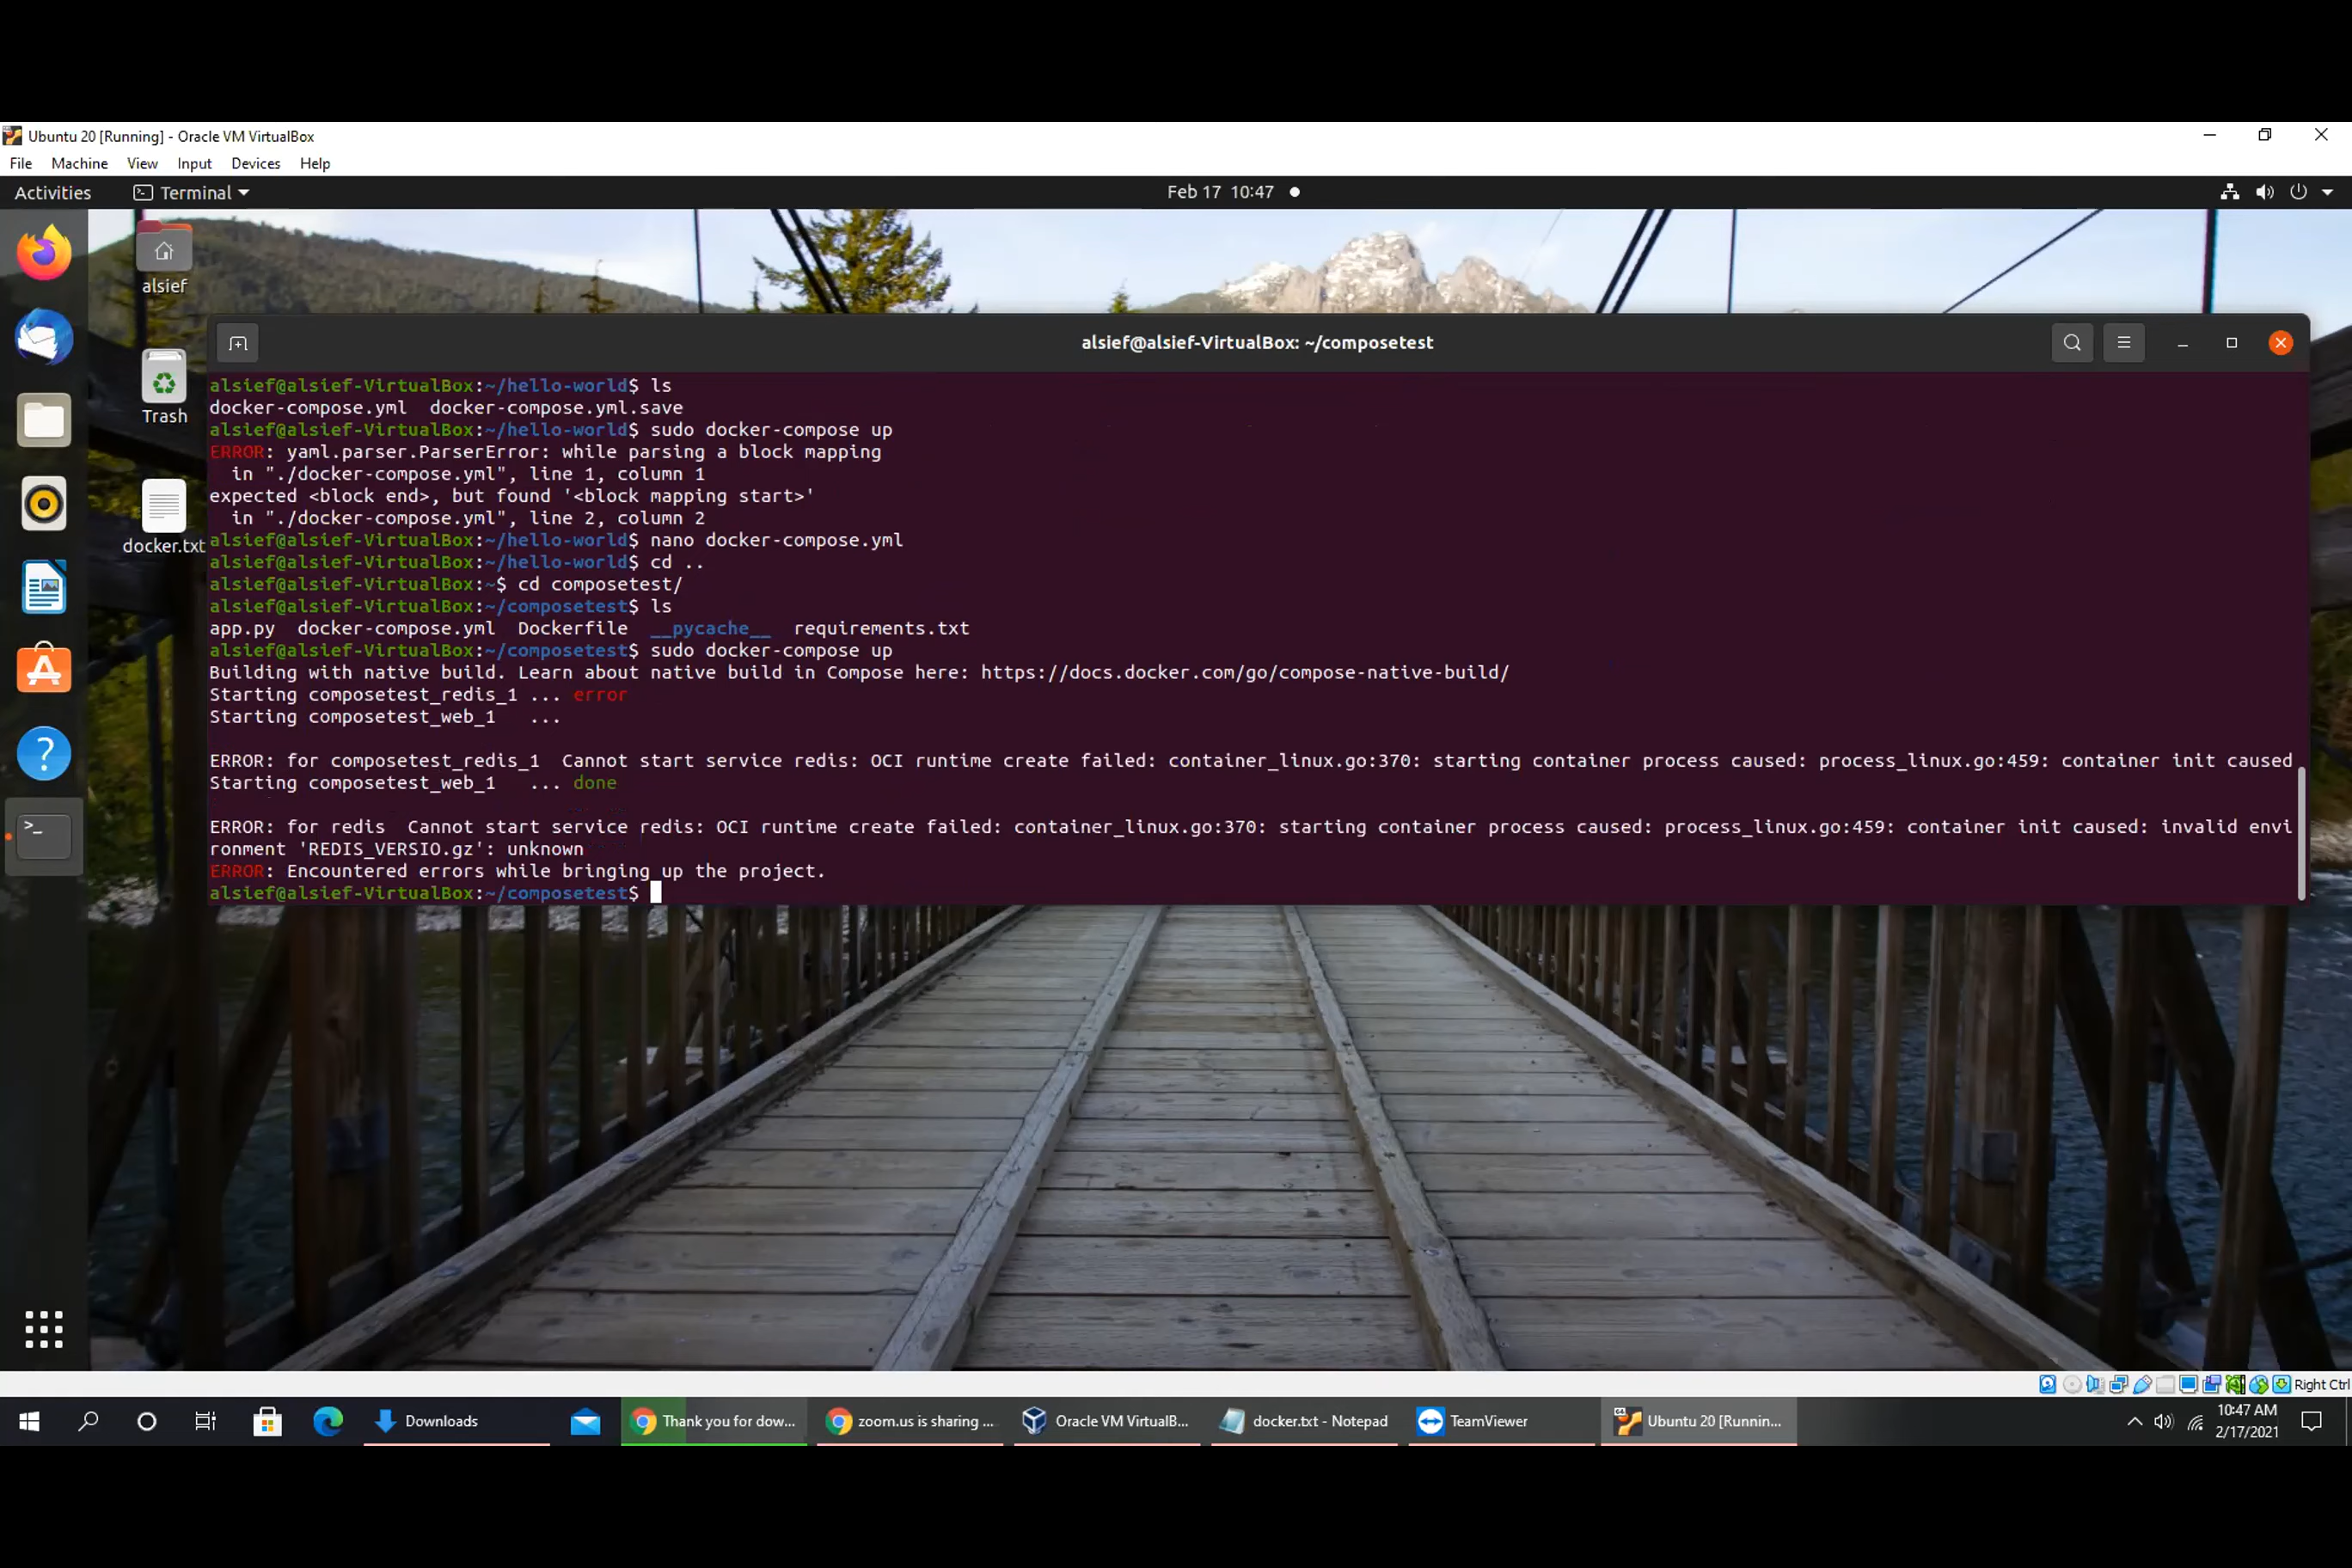 Ubuntu 20 [Running] - Oracle VM VirtualBox
File Machine View Input Devices Help
Activities Terminal Feb 17 10:47
alsief
Trash
docker.txt
alsief@alsief-VirtualBox: ~/composetest
alsief@alsief-VirtualBox:~/hello-world$ ls
docker-compose.yml  docker-compose.yml.save
alsief@alsief-VirtualBox:~/hello-world$ sudo docker-compose up
ERROR: yaml.parser.ParserError: while parsing a block mapping
  in "./docker-compose.yml", line 1, column 1
expected <block end>, but found '<block mapping start>'
  in "./docker-compose.yml", line 2, column 2
alsief@alsief-VirtualBox:~/hello-world$ nano docker-compose.yml
alsief@alsief-VirtualBox:~/hello-world$ cd ..
alsief@alsief-VirtualBox:~$ cd composetest/
alsief@alsief-VirtualBox:~/composetest$ ls
app.py  docker-compose.yml  Dockerfile  __pycache__  requirements.txt
alsief@alsief-VirtualBox:~/composetest$ sudo docker-compose up
Building with native build. Learn about native build in Compose here: https://docs.docker.com/go/compose-native-build/
Starting composetest_redis_1 ... error
Starting composetest_web_1   ...
ERROR: for composetest_redis_1  Cannot start service redis: OCI runtime create failed: container_linux.go:370: starting container process caused: process_linux.go:459: container init caused
Starting composetest_web_1   ... done
ERROR: for redis  Cannot start service redis: OCI runtime create failed: container_linux.go:370: starting container process caused: process_linux.go:459: container init caused: invalid envi
ronment 'REDIS_VERSIO.gz': unknown
ERROR: Encountered errors while bringing up the project.
alsief@alsief-VirtualBox:~/composetest$
Right Ctrl
Downloads
Thank you for dow...
zoom.us is sharing ...
Oracle VM VirtualB...
docker.txt - Notepad
TeamViewer
Ubuntu 20 [Runnin...
10:47 AM
2/17/2021